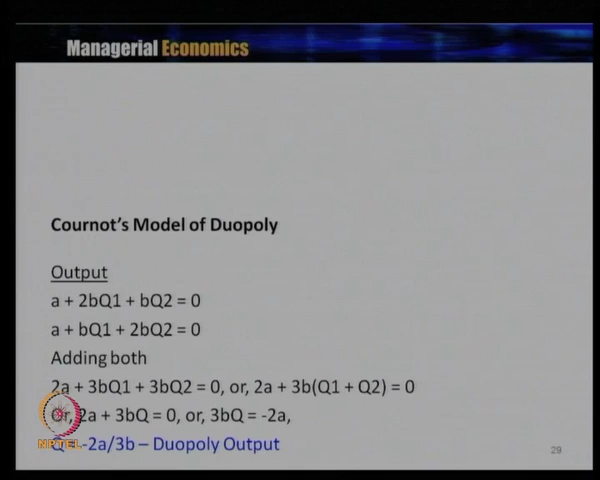 Managerial Economics
Cournot's Model of Duopoly
Output
a + 2bQ1 + bQ2 = 0
a + bQ1 + 2bQ2 = 0
Adding both
2a + 3bQ1 + 3bQ2 = 0, or, 2a + 3b(Q1 + Q2) = 0
Or, 2a + 3bQ = 0, or, 3bQ = -2a,
Q = -2a/3b – Duopoly Output
NPTEL
29